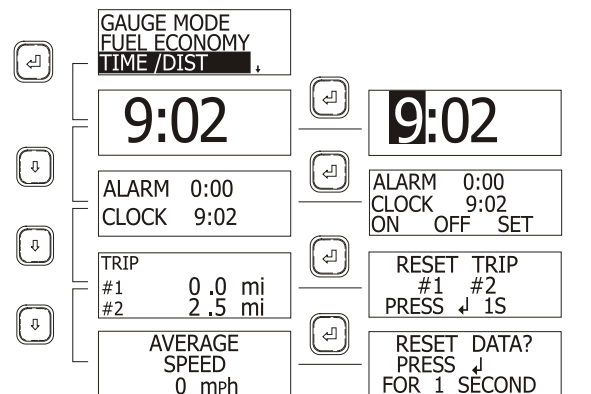 GAUGE MODE
FUEL ECONOMY
TIME /DIST
9:02
9:02
ALARM 0:00
CLOCK 9:02
ALARM 0:00
CLOCK 9:02
ON OFF SET
TRIP
#1 0.0 mi
#2 2.5 mi
RESET TRIP
#1 #2
PRESS ↲ 1S
AVERAGE
SPEED
0 mph
RESET DATA?
PRESS ↲
FOR 1 SECOND